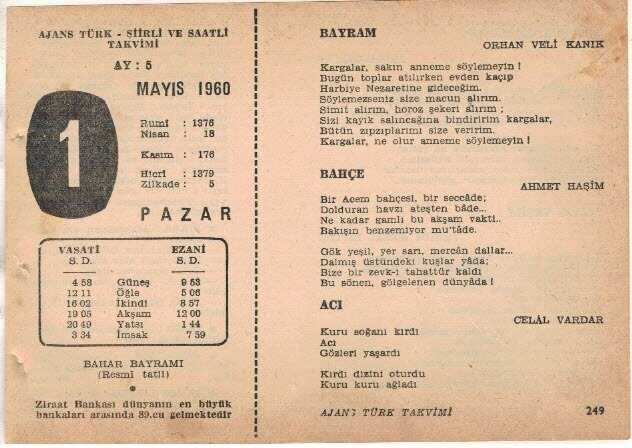 AJANS TÜRK - ŞİİRLİ VE SAATLİ
TAKVİMİ
AY : 5
MAYIS 1960
1
Rumî : 1376
Nisan : 18
Kasım : 176
Hicrî : 1379
Zilkade : 5
PAZAR
VASATİ EZANİ
S. D. S. D.
4 58 Güneş 9 53
12 11 Öğle 5 06
16 02 İkindi 8 57
19 05 Akşam 12 00
20 49 Yatsı 1 44
3 34 İmsak 7 59
BAHAR BAYRAMI
(Resmî tatil)
Ziraat Bankası dünyanın en büyük
bankaları arasında 89.cu gelmektedir
BAYRAM
ORHAN VELİ KANIK
Kargalar, sakın anneme söylemeyin !
Bugün toplar atılırken evden kaçıp
Harbiye Nezaretine gideceğim.
Söylemezseniz size macun alırım.
Simit alırım, horoz şekeri alırım ;
Sizi kayık salıncağına bindiririm kargalar,
Bütün zıpzıplarımı size veririm.
Kargalar, ne olur anneme söylemeyin !
BAHÇE
AHMET HAŞİM
Bir Acem bahçesi, bir seccâde;
Dolduran havzı ateşten bâde...
Ne kadar gamlı bu akşam vakti..
Bakışın benzemiyor mu'tâde.
Gök yeşil, yer sarı, mercân dallar...
Dalmış üstündeki kuşlar yâda;
Bize bir zevk-i tahattür kaldı
Bu sönen, gölgelenen dünyâda !
ACI
CELÂL VARDAR
Kuru soğanı kırdı
Acı
Gözleri yaşardı
Kırdı dizini oturdu
Kuru kuru ağladı
AJANS TÜRK TAKVİMİ 249